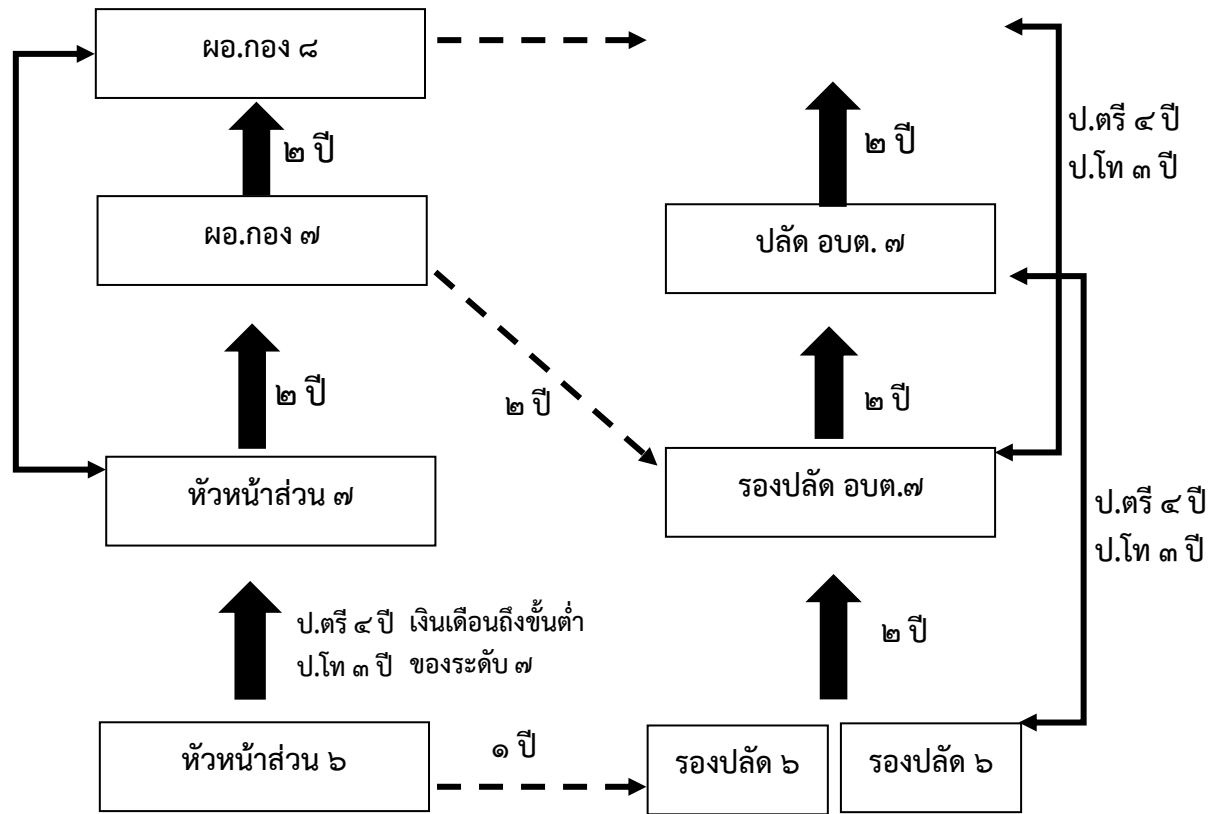 ผอ.กอง ๘
ป.ตรี ๔ ปี
ป.โท ๓ ปี
๒ ปี
๒ ปี
ผอ.กอง ๗
ปลัด อบต. ๗
๒ ปี
๒ ปี
๒ ปี
หัวหน้าส่วน ๗
รองปลัด อบต.๗
ป.ตรี ๔ ปี
ป.โท ๓ ปี
ป.ตรี ๔ ปี เงินเดือนถึงขั้นต่ำ
ป.โท ๓ ปี ของระดับ ๗
๒ ปี
หัวหน้าส่วน ๖
๑ ปี
รองปลัด ๖
รองปลัด ๖